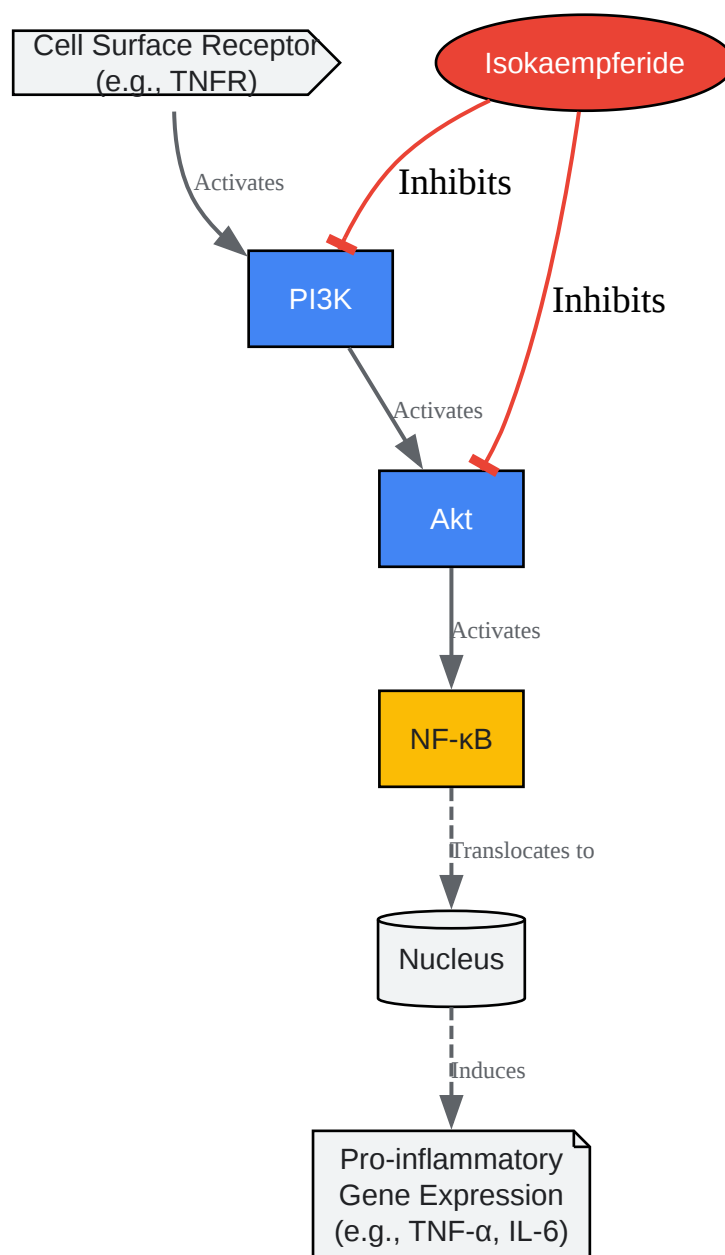 Cell Surface Receptor
(e.g., TNFR)
Isokaempferide
Activates
Inhibits
PI3K
Inhibits
Activates
Akt
Activates
NF-κB
Translocates to
Nucleus
Induces
Pro-inflammatory
Gene Expression
(e.g., TNF-α, IL-6)